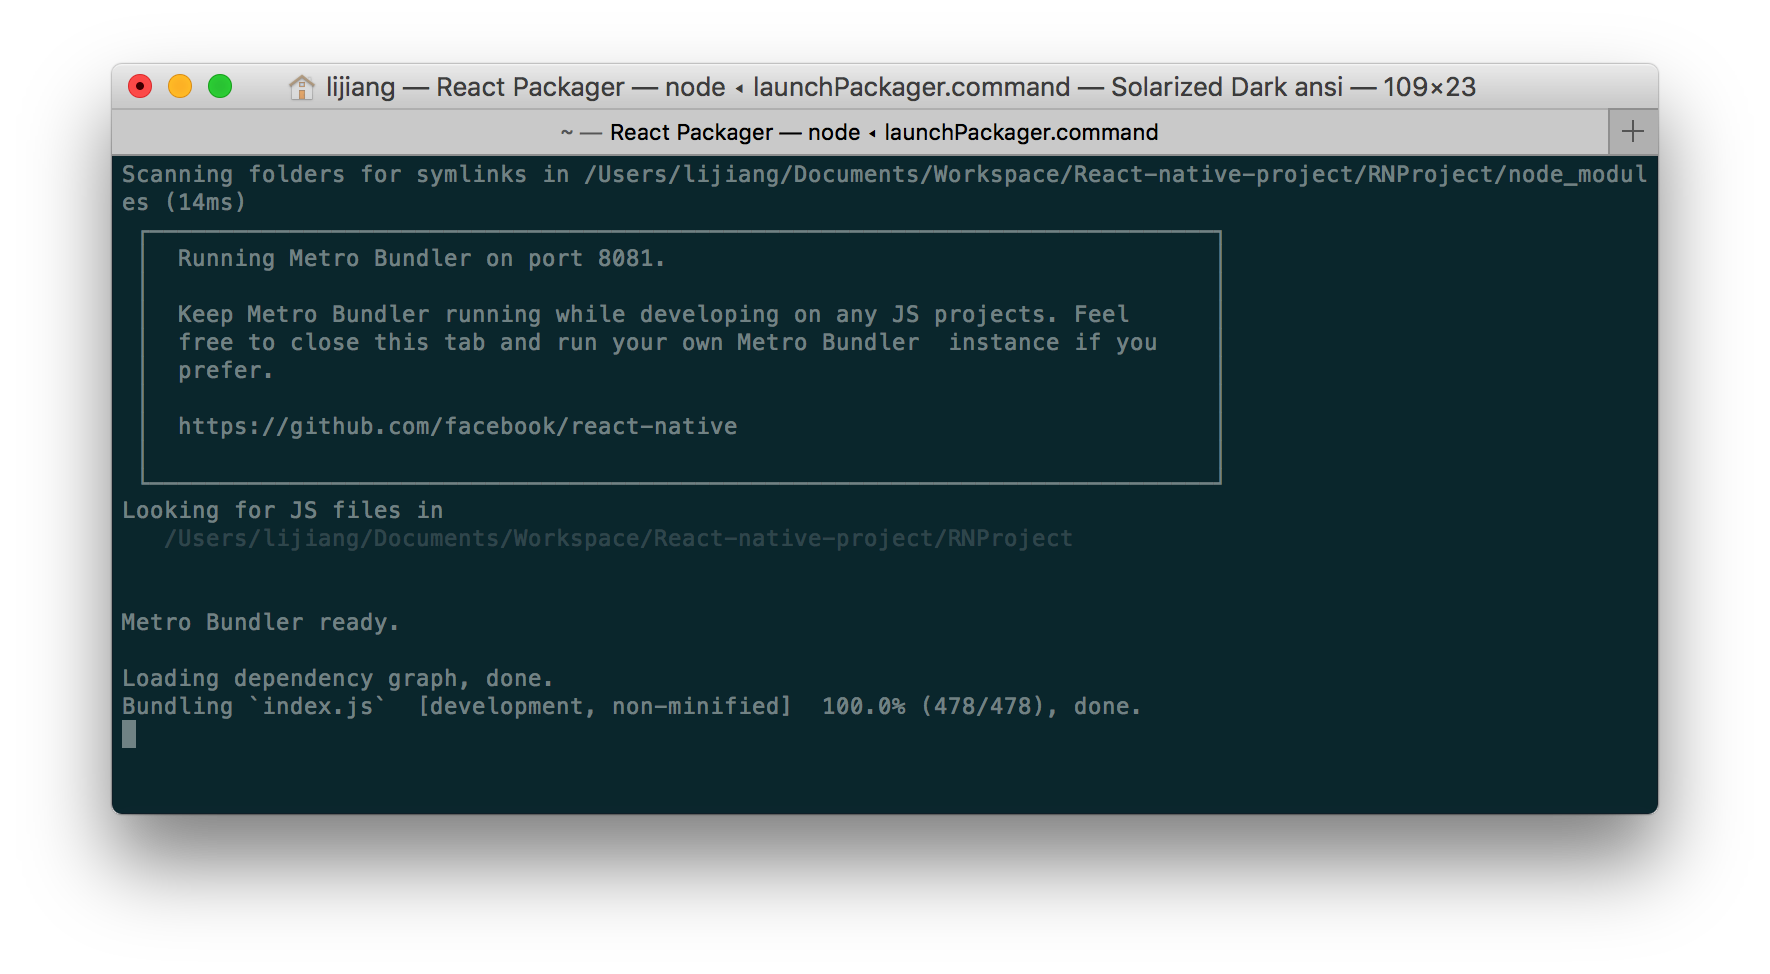 lijiang — React Packager — node ◂ launchPackager.command — Solarized Dark ansi — 109×23
~ — React Packager — node ◂ launchPackager.command
Scanning folders for symlinks in /Users/lijiang/Documents/Workspace/React-native-project/RNProject/node_modul
es (14ms)
Running Metro Bundler on port 8081.
Keep Metro Bundler running while developing on any JS projects. Feel
free to close this tab and run your own Metro Bundler  instance if you
prefer.
https://github.com/facebook/react-native
Looking for JS files in
/Users/lijiang/Documents/Workspace/React-native-project/RNProject
Metro Bundler ready.
Loading dependency graph, done.
Bundling `index.js`  [development, non-minified]  100.0% (478/478), done.